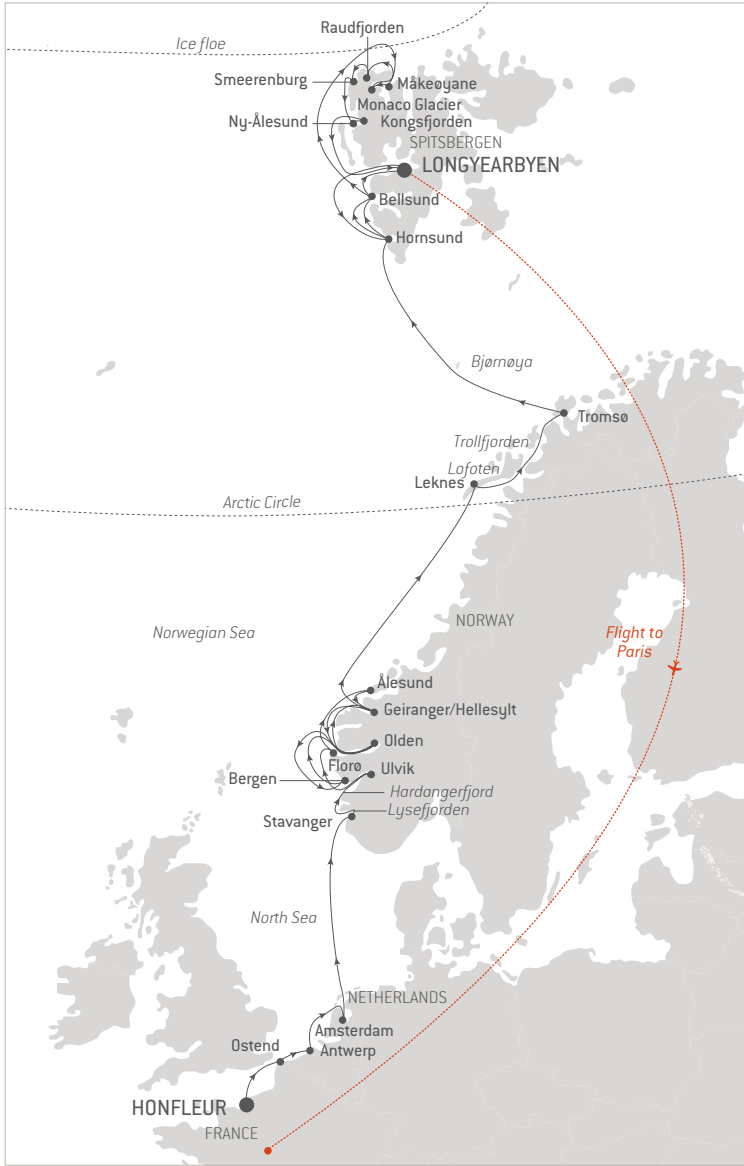 Raudfjorden
Ice floe
Smeerenburg
Måkeøyane
Monaco Glacier
Ny-Ålesund
Kongsfjorden
SPITSBERGEN
LONGYEARBYEN
Bellsund
Hornsund
Bjørnøya
Tromsø
Trollfjorden
Lofoten
Leknes
Arctic Circle
NORWAY
Norwegian Sea
Flight to
Paris
Ålesund
Geiranger/Hellesylt
Olden
Florø
Ulvik
Bergen
Hardangerfjord
Lysefjorden
Stavanger
North Sea
NETHERLANDS
Amsterdam
Ostend
Antwerp
HONFLEUR
FRANCE